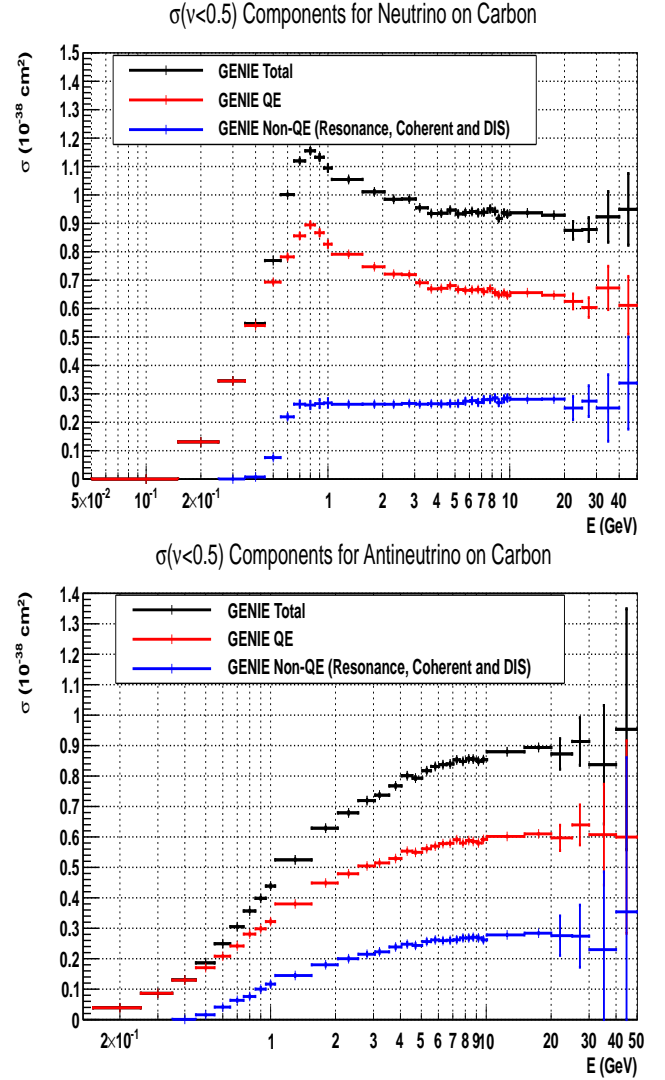 σ(ν<0.5) Components for Neutrino on Carbon
σ (10⁻³⁸ cm²)
GENIE Total
GENIE QE
GENIE Non-QE (Resonance, Coherent and DIS)
1.5
1.4
1.3
1.2
1.1
1
0.9
0.8
0.7
0.6
0.5
0.4
0.3
0.2
0.1
0
5×10⁻² 10⁻¹ 2×10⁻¹ 1 2 3 4 5 6 7 8 10 20 30 40
E (GeV)
σ(ν<0.5) Components for Antineutrino on Carbon
σ (10⁻³⁸ cm²)
GENIE Total
GENIE QE
GENIE Non-QE (Resonance, Coherent and DIS)
1.4
1.3
1.2
1.1
1
0.9
0.8
0.7
0.6
0.5
0.4
0.3
0.2
0.1
0
2×10⁻¹ 1 2 3 4 5 6 7 8 9 10 20 30 40 50
E (GeV)